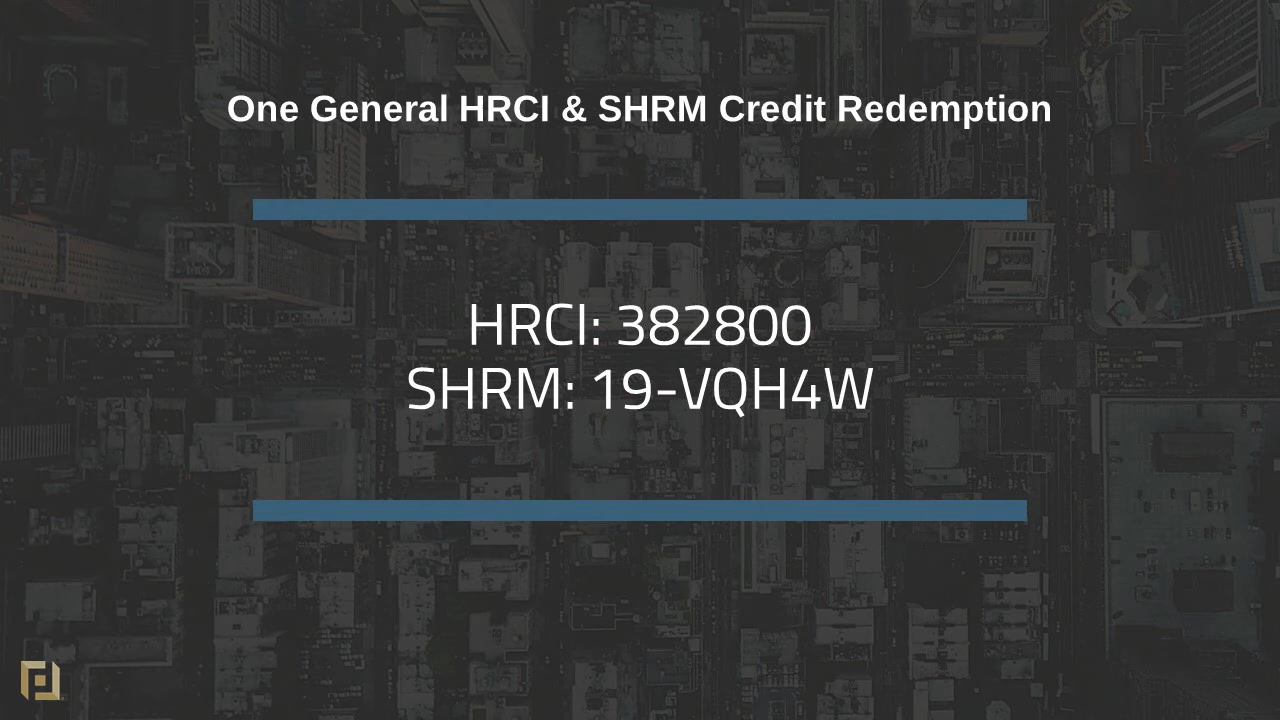 One General HRCI & SHRM Credit Redemption
HRCI: 382800
SHRM: 19-VQH4W